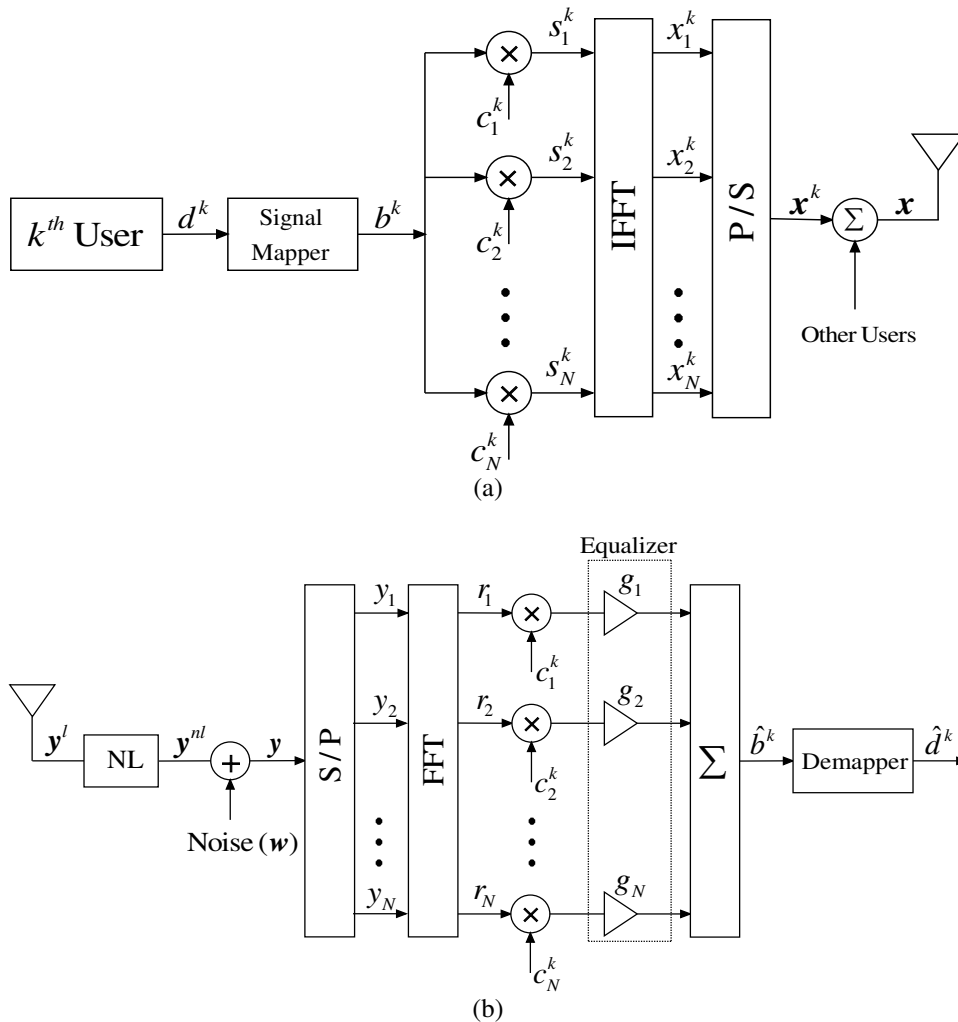 k^{th} User
d^k
Signal
Mapper
b^k
×
c_1^k
s_1^k
×
c_2^k
s_2^k
×
c_N^k
s_N^k
IFFT
x_1^k
x_2^k
x_N^k
P/S
x^k
Σ
x
Other Users
(a)
y^l
NL
y^{nl}
+
y
Noise (w)
S/P
y_1
y_2
y_N
FFT
r_1
r_2
r_N
×
c_1^k
×
c_2^k
×
c_N^k
Equalizer
g_1
g_2
g_N
Σ
b̂^k
Demapper
d̂^k
(b)